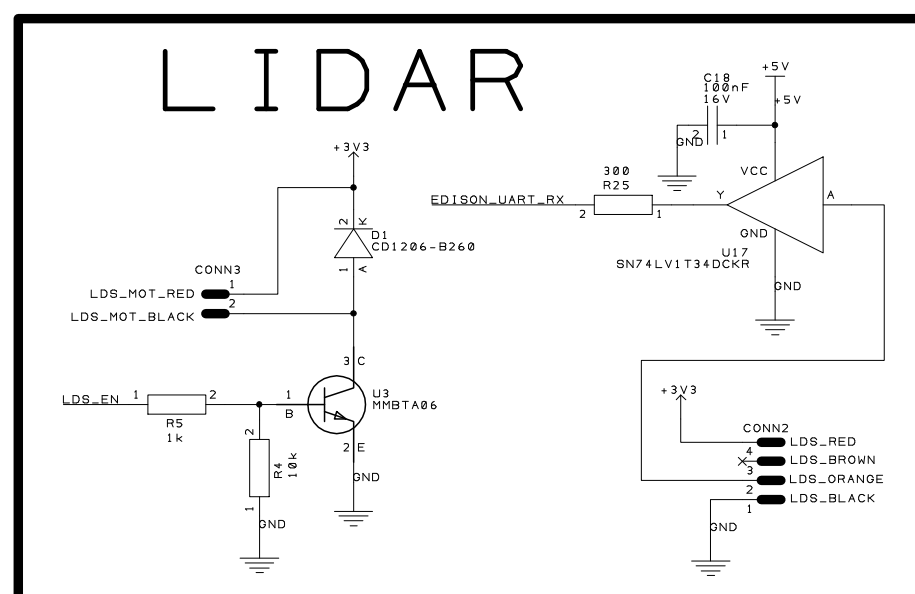 LIDAR
+3V3
2
K
D1
CD1206-B260
1
A
CONN3
LDS_MOT_RED
1
LDS_MOT_BLACK
2
3
C
U3
MMBTA06
1
B
2
E
GND
LDS_EN
1
2
R5
1k
2
R4
10k
1
GND
+5V
+5V
C18
100nF
16V
2
1
GND
VCC
300
R25
EDISON_UART_RX
2
1
Y
A
GND
U17
SN74LV1T34DCKR
GND
+3V3
CONN2
LDS_RED
4
LDS_BROWN
3
LDS_ORANGE
2
LDS_BLACK
1
GND